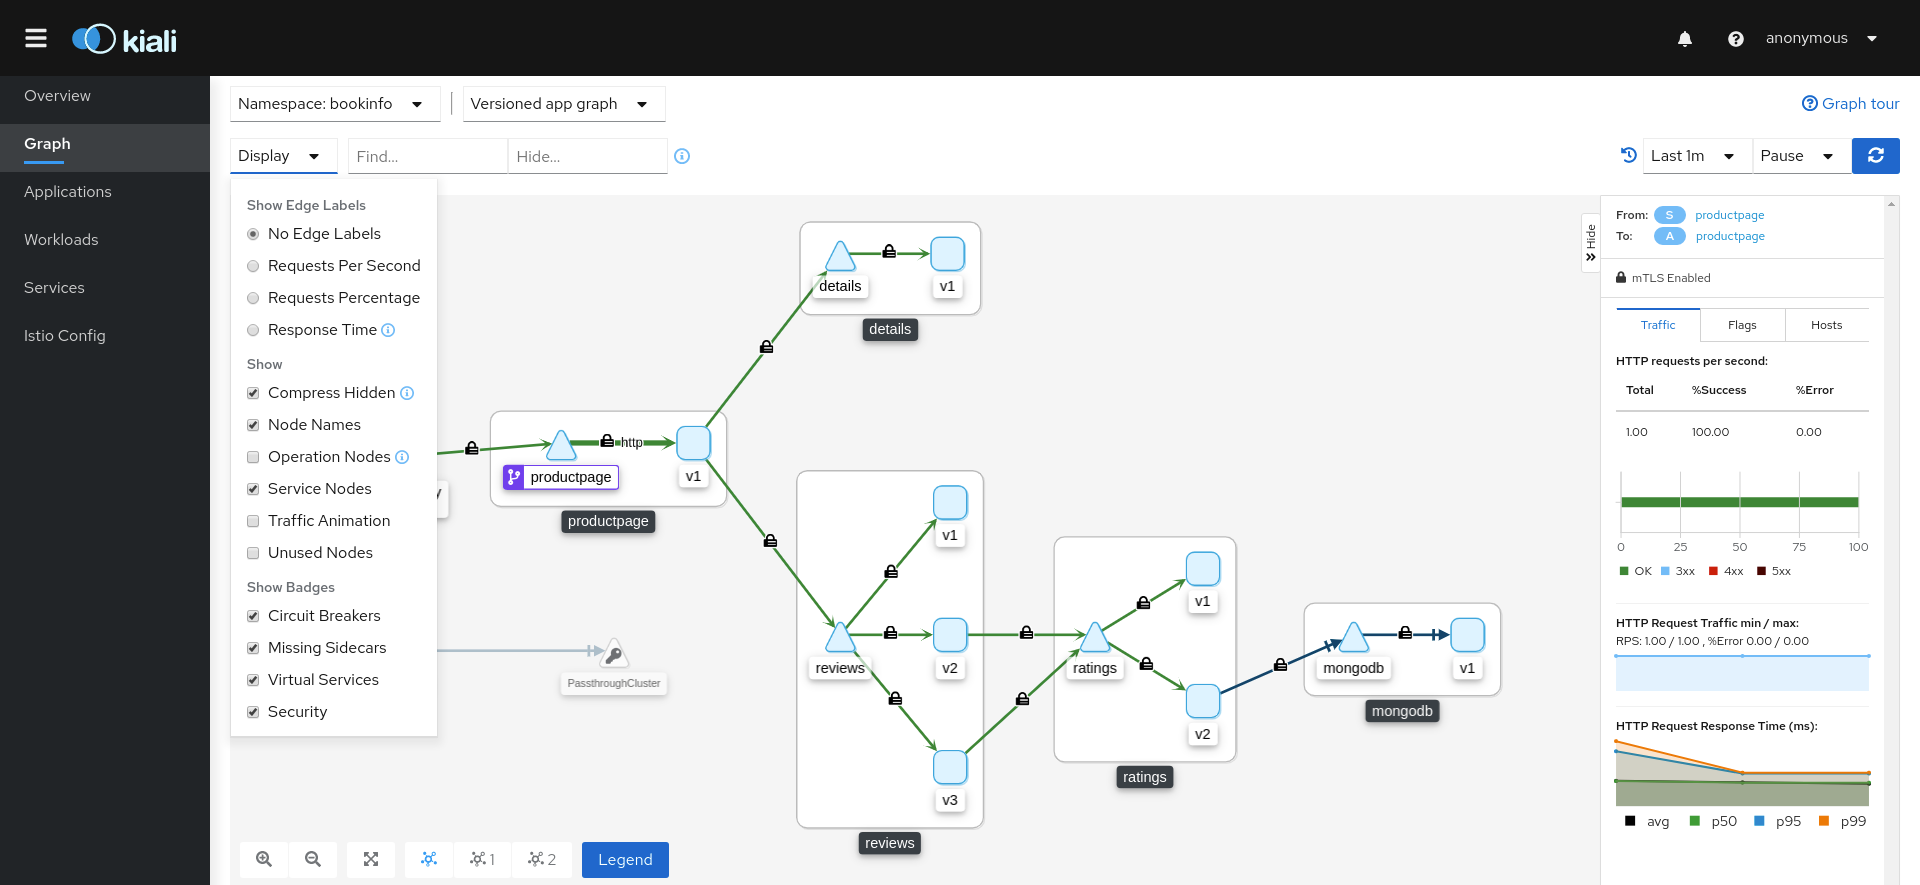 kiali
anonymous
Overview
Graph
Applications
Workloads
Services
Istio Config
Namespace: bookinfo
Versioned app graph
Graph tour
Display
Find...
Hide...
Last 1m
Pause
Show Edge Labels
No Edge Labels
Requests Per Second
Requests Percentage
Response Time
Show
Compress Hidden
Node Names
Operation Nodes
Service Nodes
Traffic Animation
Unused Nodes
Show Badges
Circuit Breakers
Missing Sidecars
Virtual Services
Security
details
v1
details
http
productpage
v1
productpage
y
PassthroughCluster
v1
reviews
v2
v3
reviews
v1
ratings
v2
ratings
mongodb
v1
mongodb
1
2
Legend
Hide
From: S productpage
To: A productpage
mTLS Enabled
Traffic Flags Hosts
HTTP requests per second:
Total %Success %Error
1.00 100.00 0.00
0 25 50 75 100
OK 3xx 4xx 5xx
HTTP Request Traffic min / max:
RPS: 1.00 / 1.00 , %Error 0.00 / 0.00
HTTP Request Response Time (ms):
avg p50 p95 p99